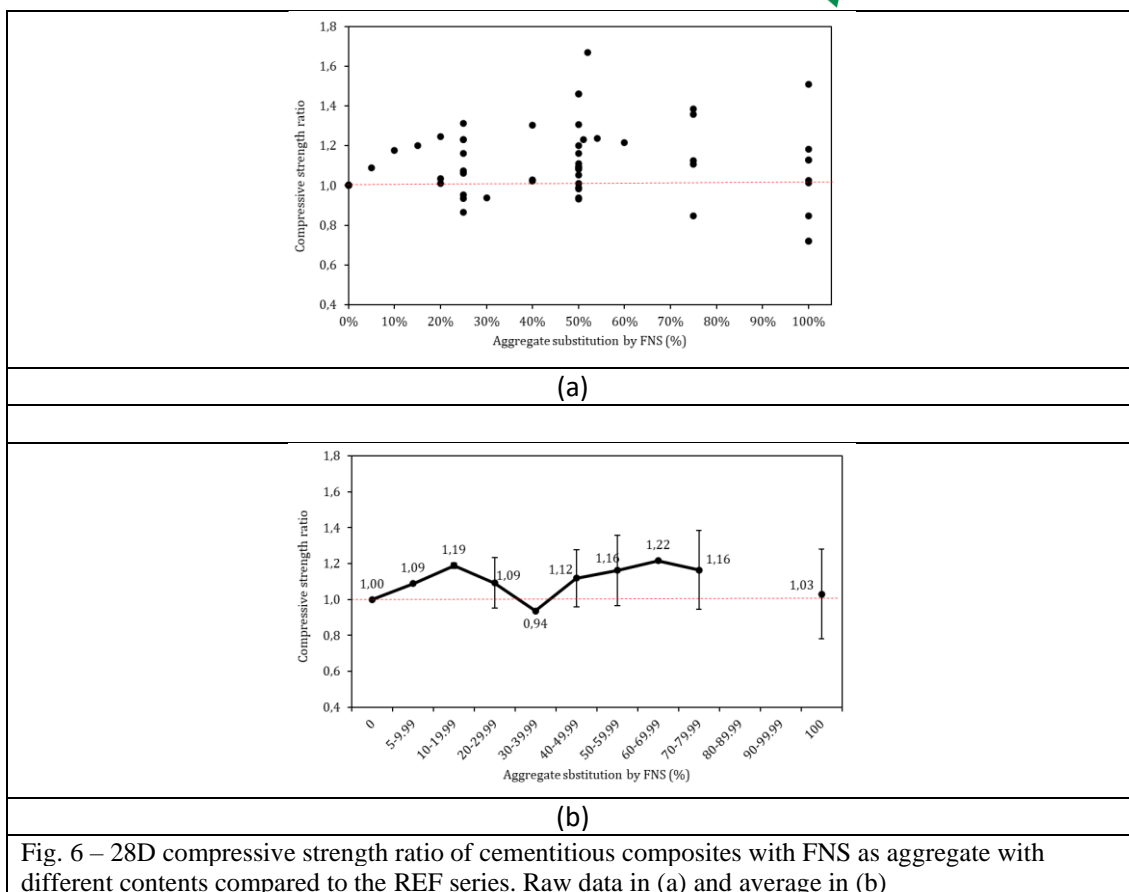 1,8
1,6
1,4
1,2
1,0
0,8
0,6
0,4
Compressive strength ratio
0% 10% 20% 30% 40% 50% 60% 70% 80% 90% 100%
Aggregate substitution by FNS (%)
(a)
1,8
1,6
1,4
1,2
1,0
0,8
0,6
0,4
Compressive strength ratio
1,00 1,09 1,19 1,09 0,94 1,12 1,16 1,22 1,16 1,03
0 5-9.99 10-19.99 20-29.99 30-39.99 40-49.99 50-59.99 60-69.99 70-79.99 80-89.99 90-99.99 100
Aggregate sbstitution by FNS (%)
(b)
Fig. 6 – 28D compressive strength ratio of cementitious composites with FNS as aggregate with
different contents compared to the REF series. Raw data in (a) and average in (b)